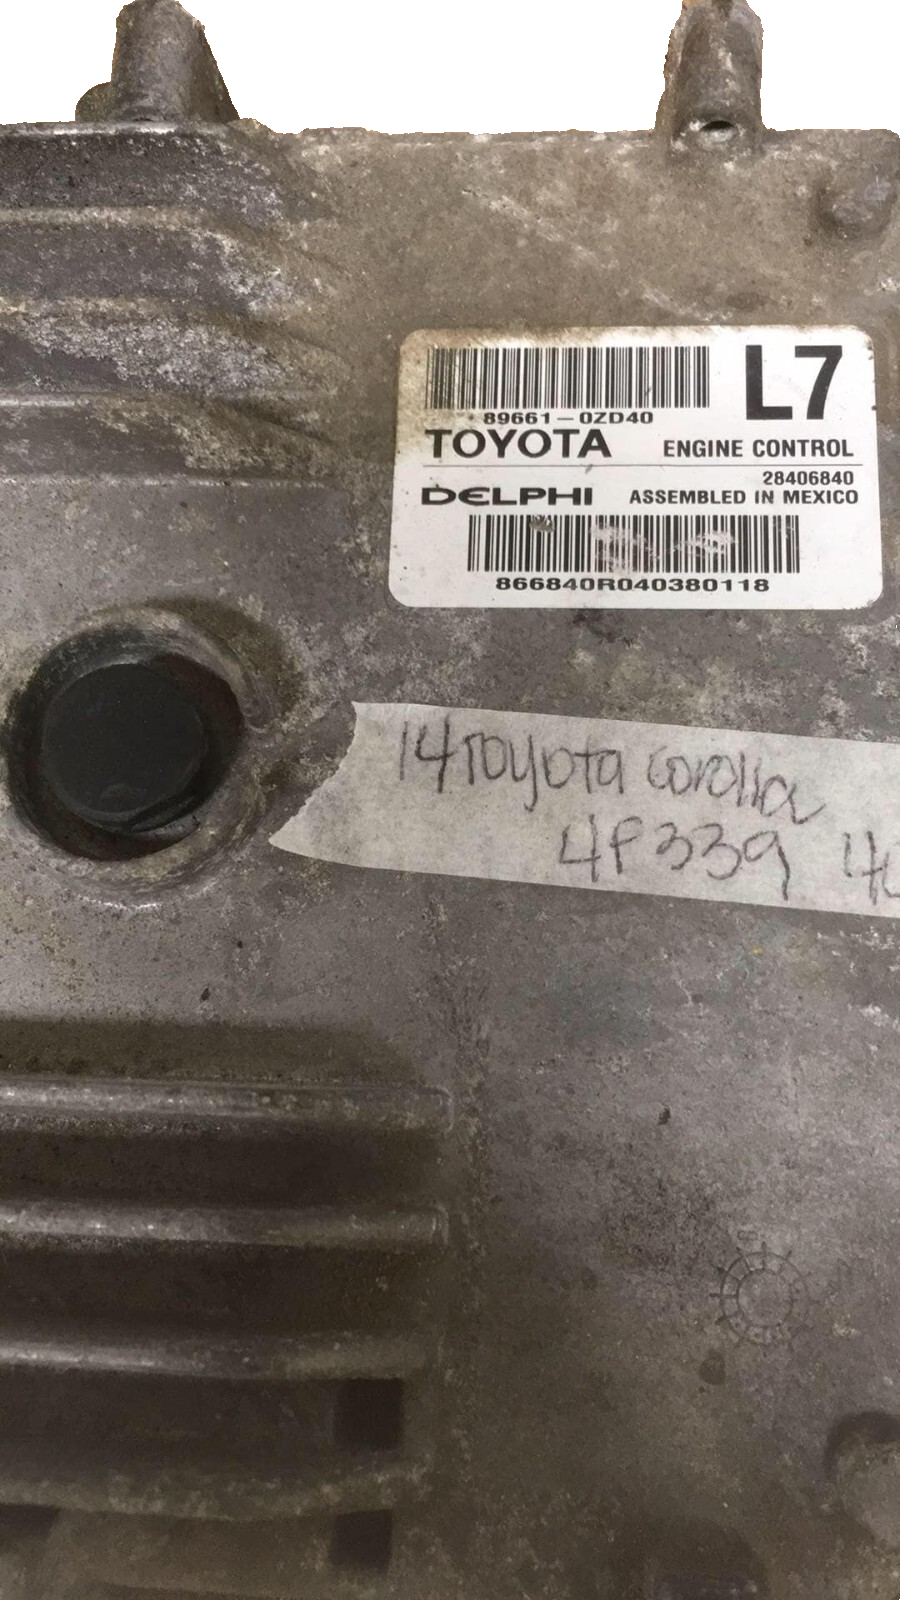 L7
89661-0ZD40
TOYOTA ENGINE CONTROL
28406840
DELPHI ASSEMBLED IN MEXICO
866840R040380118
14 Toyota corolla
4P339